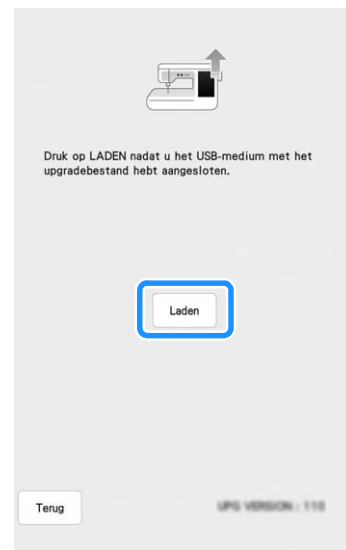 Druk op LADEN nadat u het USB-medium met het
upgradebestand hebt aangesloten.
Laden
Terug
UPG VERSION : 110